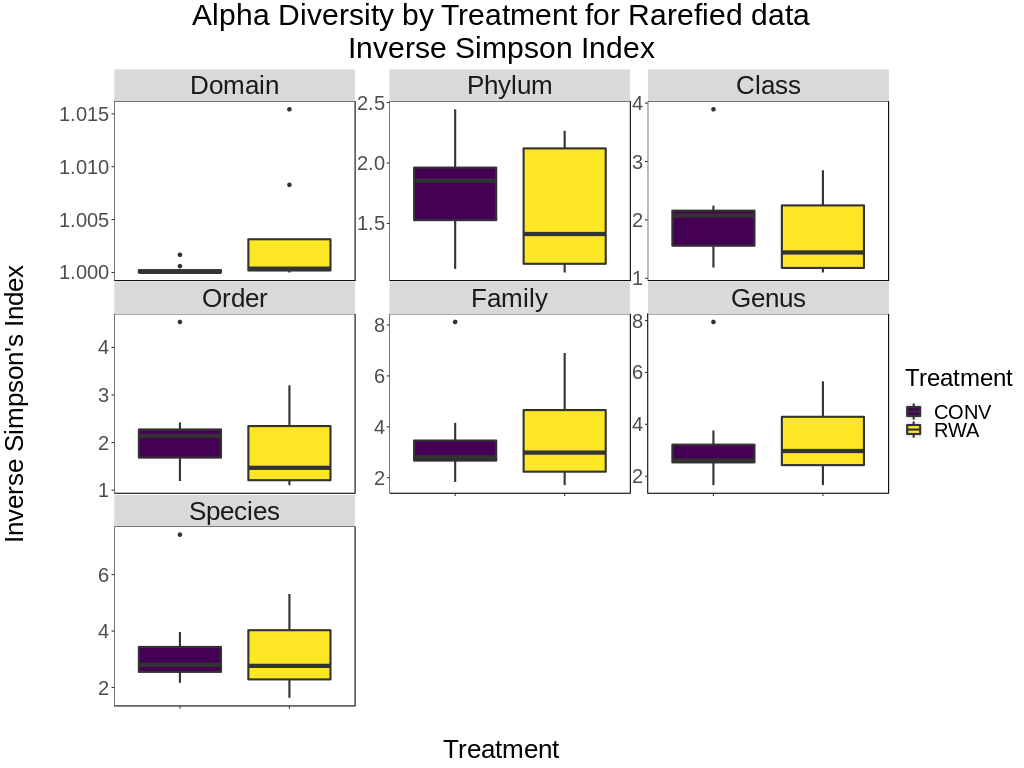 Alpha Diversity by Treatment for Rarefied data
Inverse Simpson Index
Domain
Phylum
Class
1.015
1.010
1.005
1.000
2.5
2.0
1.5
4
3
2
1
Order
Family
Genus
4
3
2
1
8
6
4
2
8
6
4
2
Species
6
4
2
Inverse Simpson's Index
Treatment
Treatment
CONV
RWA